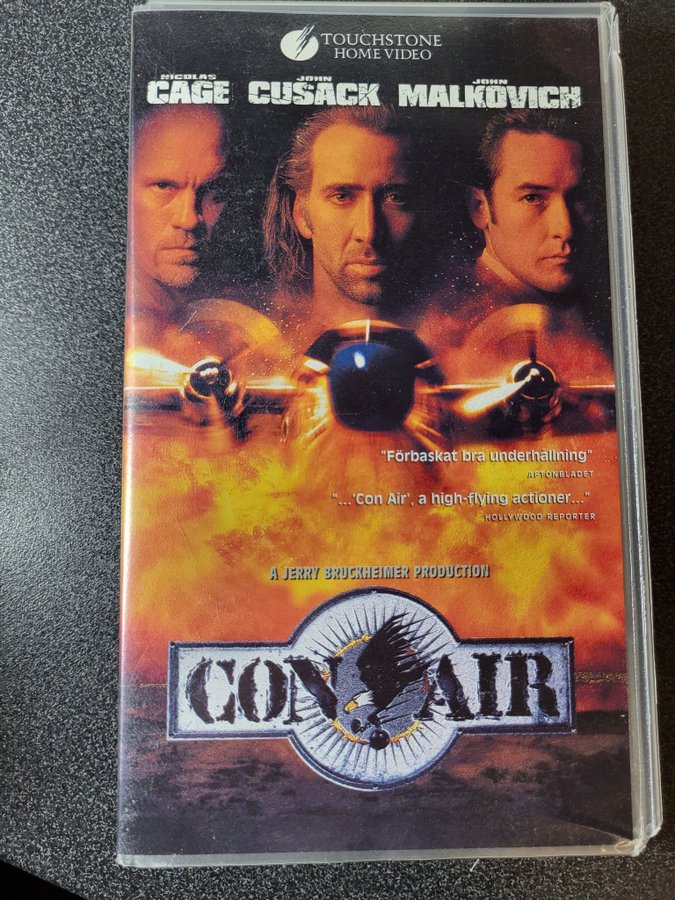 TOUCHSTONE
HOME VIDEO
NICOLAS CAGE JOHN CUSACK JOHN MALKOVICH
"Förbaskat bra underhållning"
AFTONBLADET
"...'Con Air', a high-flying actioner..."
HOLLYWOOD REPORTER
A JERRY BRUCKHEIMER PRODUCTION
CON AIR